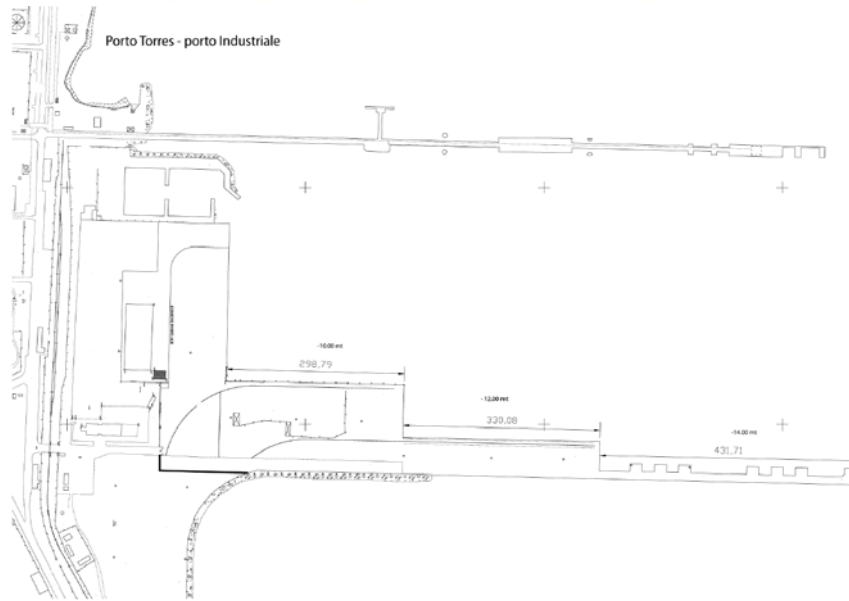 Porto Torres - porto Industriale
-10.00 mt
298,79
-12.00 mt
330,08
-14.00 mt
431,71